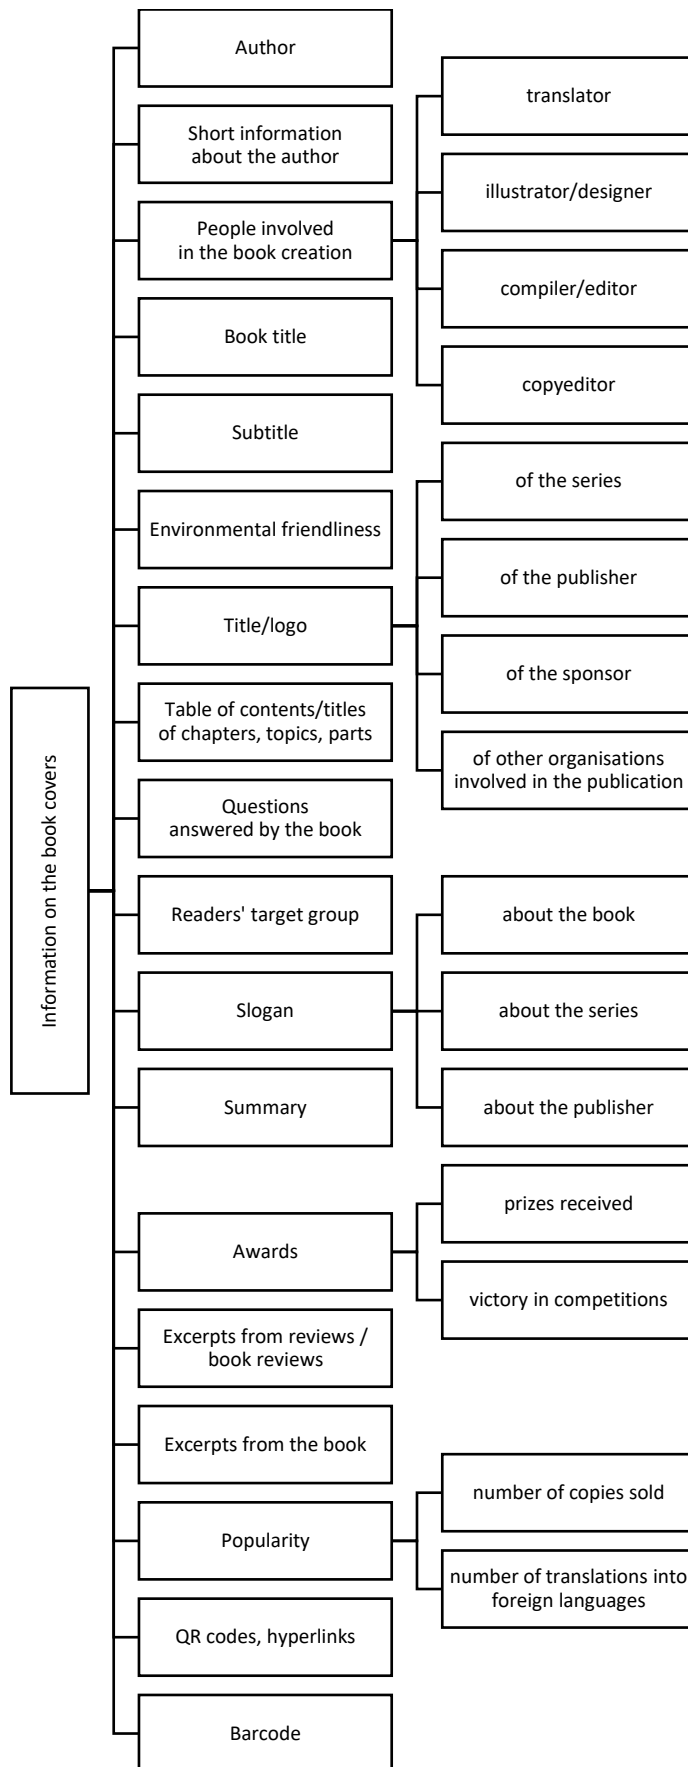 Information on the book covers
Author
Short information
about the author
People involved
in the book creation
translator
illustrator/designer
compiler/editor
copyeditor
Book title
Subtitle
Environmental friendliness
Title/logo
of the series
of the publisher
of the sponsor
of other organisations
involved in the publication
Table of contents/titles
of chapters, topics, parts
Questions
answered by the book
Readers' target group
Slogan
about the book
about the series
about the publisher
Summary
Awards
prizes received
victory in competitions
Excerpts from reviews /
book reviews
Excerpts from the book
Popularity
number of copies sold
number of translations into
foreign languages
QR codes, hyperlinks
Barcode